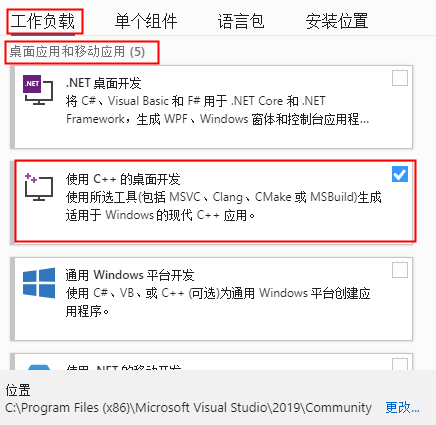 工作负载 单个组件 语言包 安装位置
桌面应用和移动应用 (5)
.NET
.NET 桌面开发
将 C#、Visual Basic 和 F# 用于 .NET Core 和 .NET
Framework，生成 WPF、Windows 窗体和控制台应用程...
使用 C++ 的桌面开发
使用所选工具(包括 MSVC、Clang、CMake 或 MSBuild)生成
适用于 Windows 的现代 C++ 应用。
通用 Windows 平台开发
使用 C#、VB、或 C++ (可选)为通用 Windows 平台创建应
用程序。
使用 .NET 的移动开发
位置
C:\Program Files (x86)\Microsoft Visual Studio\2019\Community 更改...